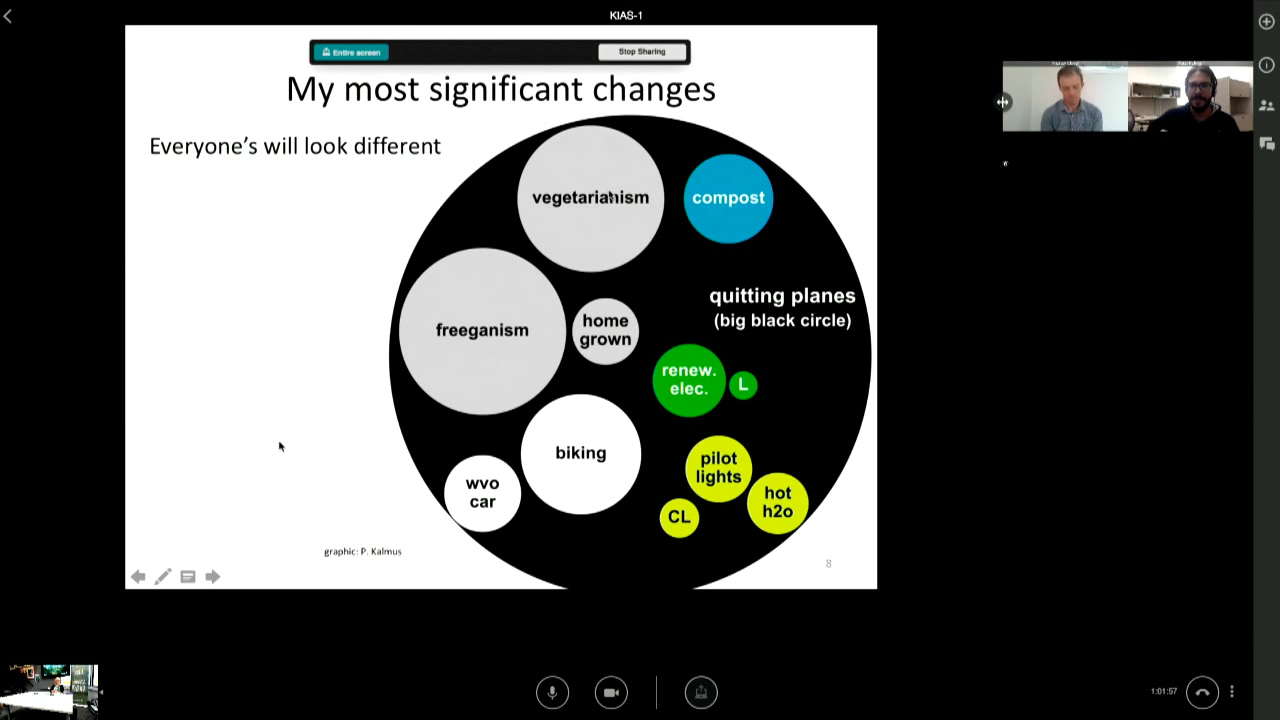 KIAS-1
Entire screen
Stop Sharing
My most significant changes
Everyone's will look different
vegetarianism
compost
quitting planes
(big black circle)
freeganism
home
grown
renew.
elec.
L
biking
pilot
lights
wvo
car
hot
h2o
CL
graphic: P. Kalmus
8
1:01:57